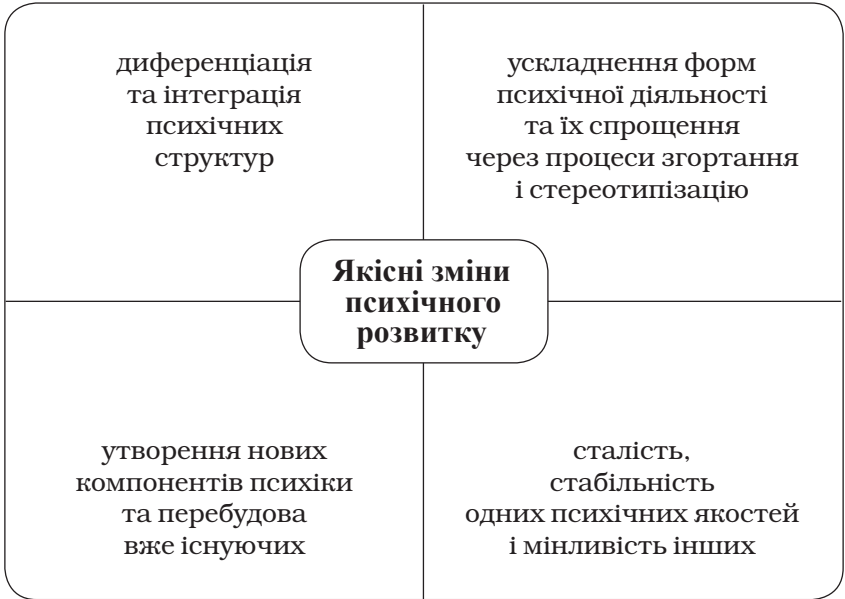 диференціація
та інтеграція
психічних
структур
ускладнення форм
психічної діяльності
та їх спрощення
через процеси згортання
і стереотипізацію
Якісні зміни
психічного
розвитку
утворення нових
компонентів психіки
та перебудова
вже існуючих
сталість,
стабільність
одних психічних якостей
і мінливість інших